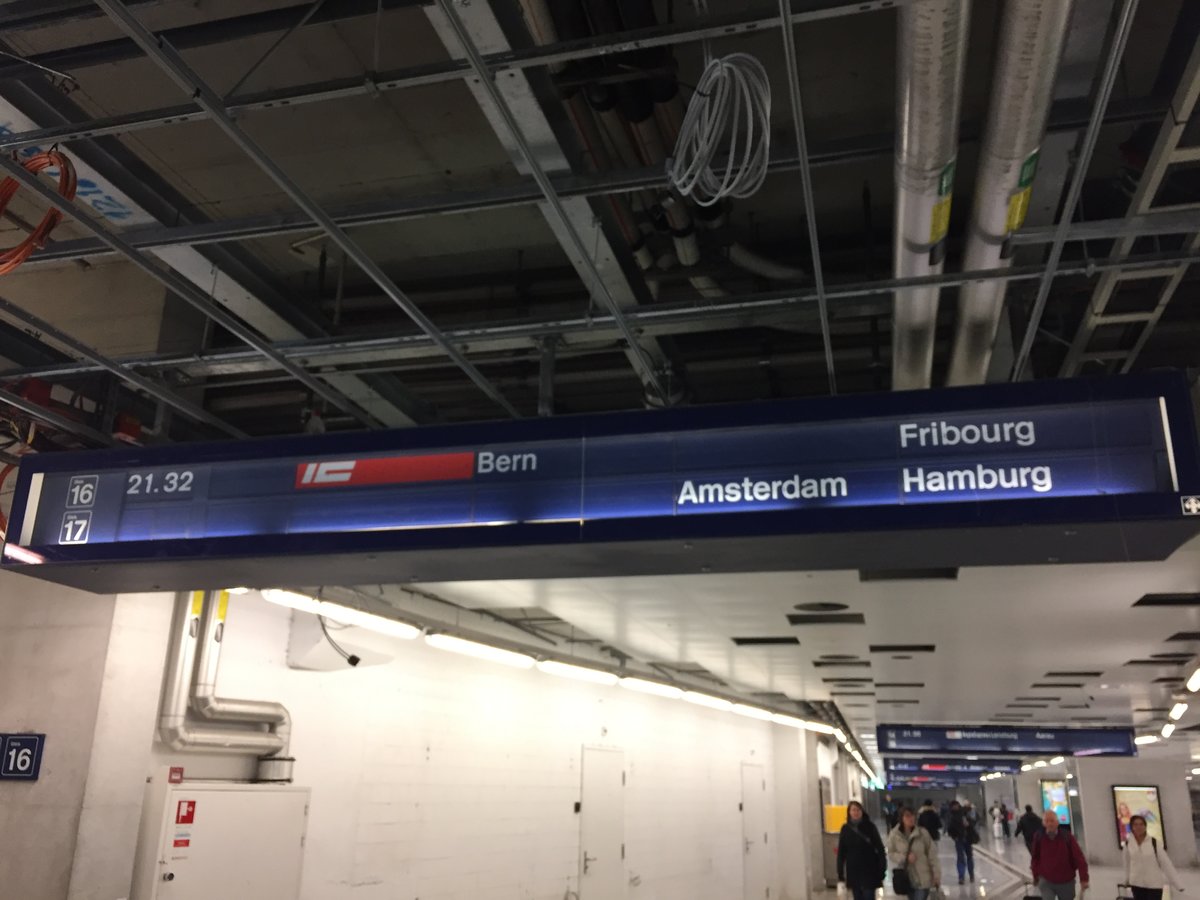 16 21.32 IC Bern Fribourg
17 Amsterdam Hamburg
16